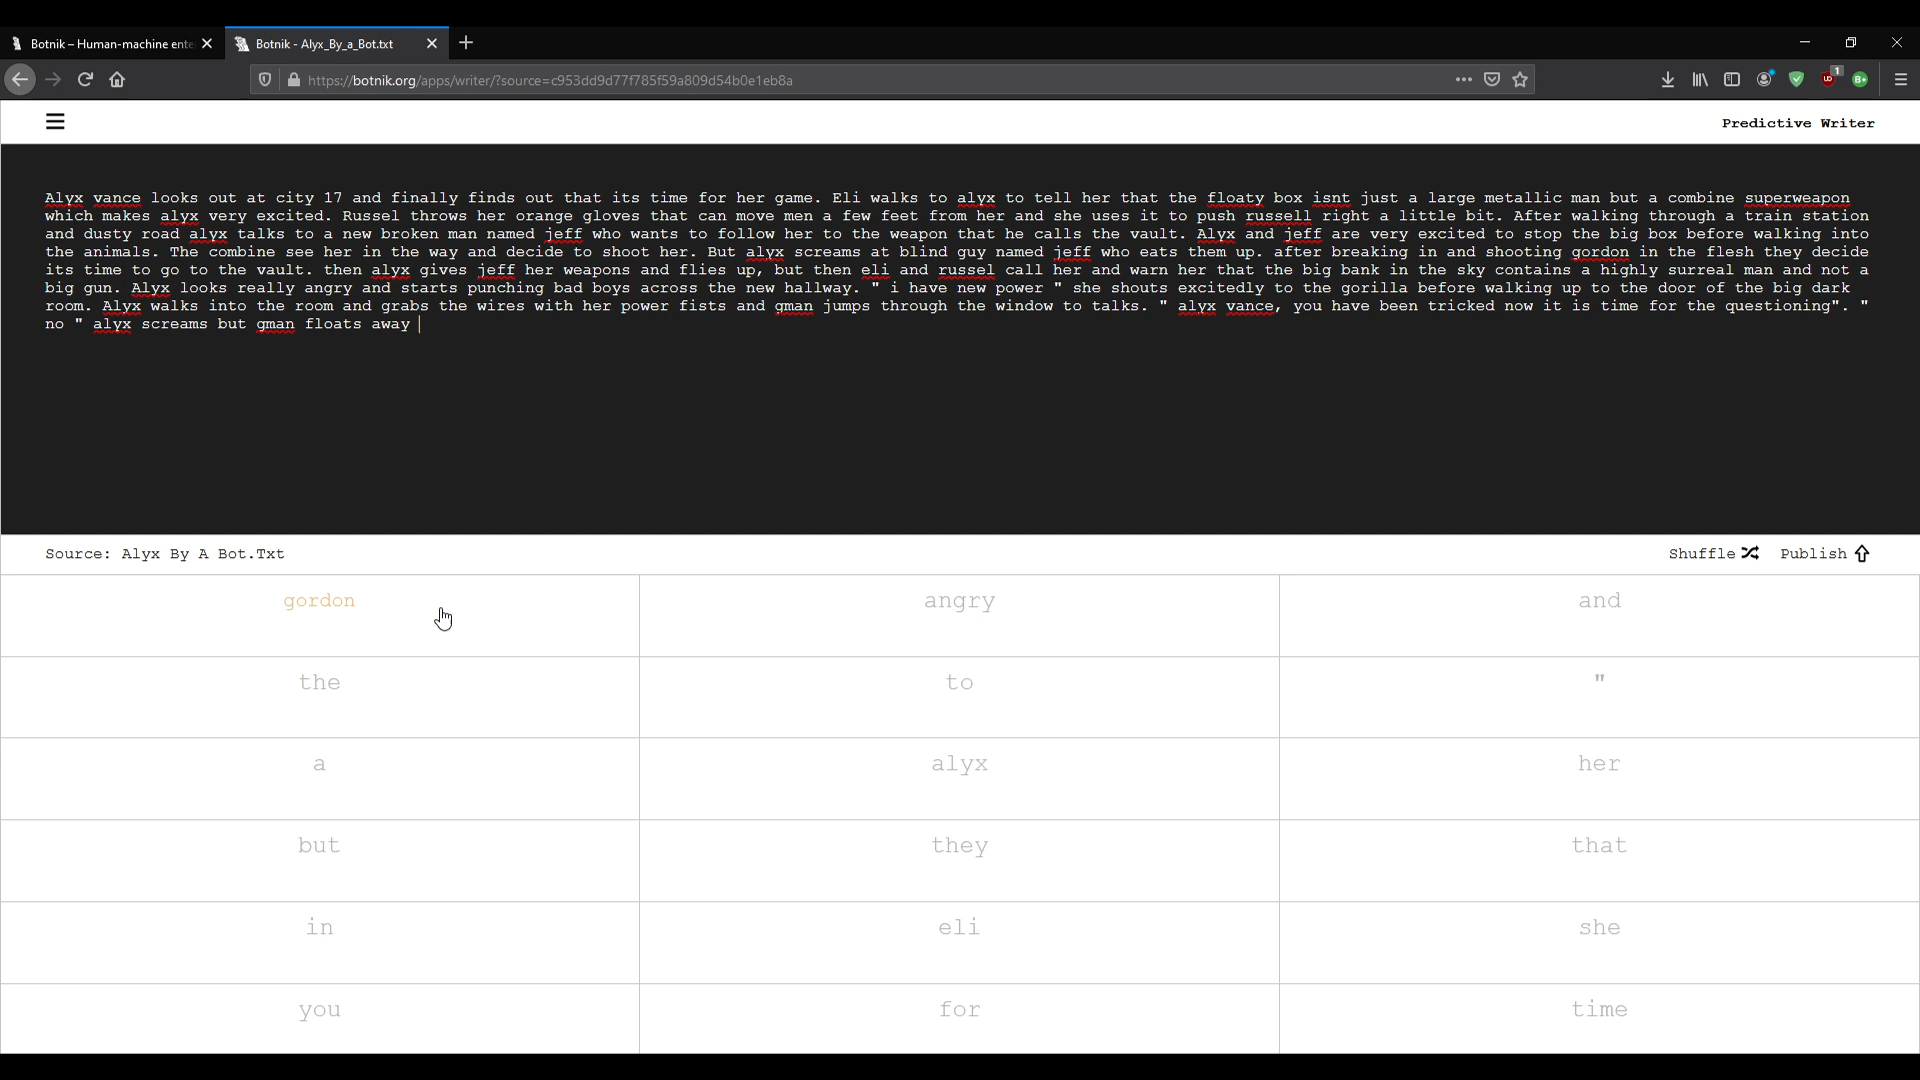 Botnik – Human-machine ente
Botnik - Alyx_By_a_Bot.txt
https://botnik.org/apps/writer/?source=c953dd9d77f785f59a809d54b0e1eb8a
1
Predictive Writer
Alyx vance looks out at city 17 and finally finds out that its time for her game. Eli walks to alyx to tell her that the floaty box isnt just a large metallic man but a combine superweapon
which makes alyx very excited. Russel throws her orange gloves that can move men a few feet from her and she uses it to push russell right a little bit. After walking through a train station
and dusty road alyx talks to a new broken man named jeff who wants to follow her to the weapon that he calls the vault. Alyx and jeff are very excited to stop the big box before walking into
the animals. The combine see her in the way and decide to shoot her. But alyx screams at blind guy named jeff who eats them up. after breaking in and shooting gordon in the flesh they decide
its time to go to the vault. then alyx gives jeff her weapons and flies up, but then eli and russel call her and warn her that the big bank in the sky contains a highly surreal man and not a
big gun. Alyx looks really angry and starts punching bad boys across the new hallway. " i have new power " she shouts excitedly to the gorilla before walking up to the door of the big dark
room. Alyx walks into the room and grabs the wires with her power fists and gman jumps through the window to talks. " alyx vance, you have been tricked now it is time for the questioning". "
no " alyx screams but gman floats away
Source: Alyx By A Bot.Txt
Shuffle
Publish
gordon
angry
and
the
to
"
a
alyx
her
but
they
that
in
eli
she
you
for
time